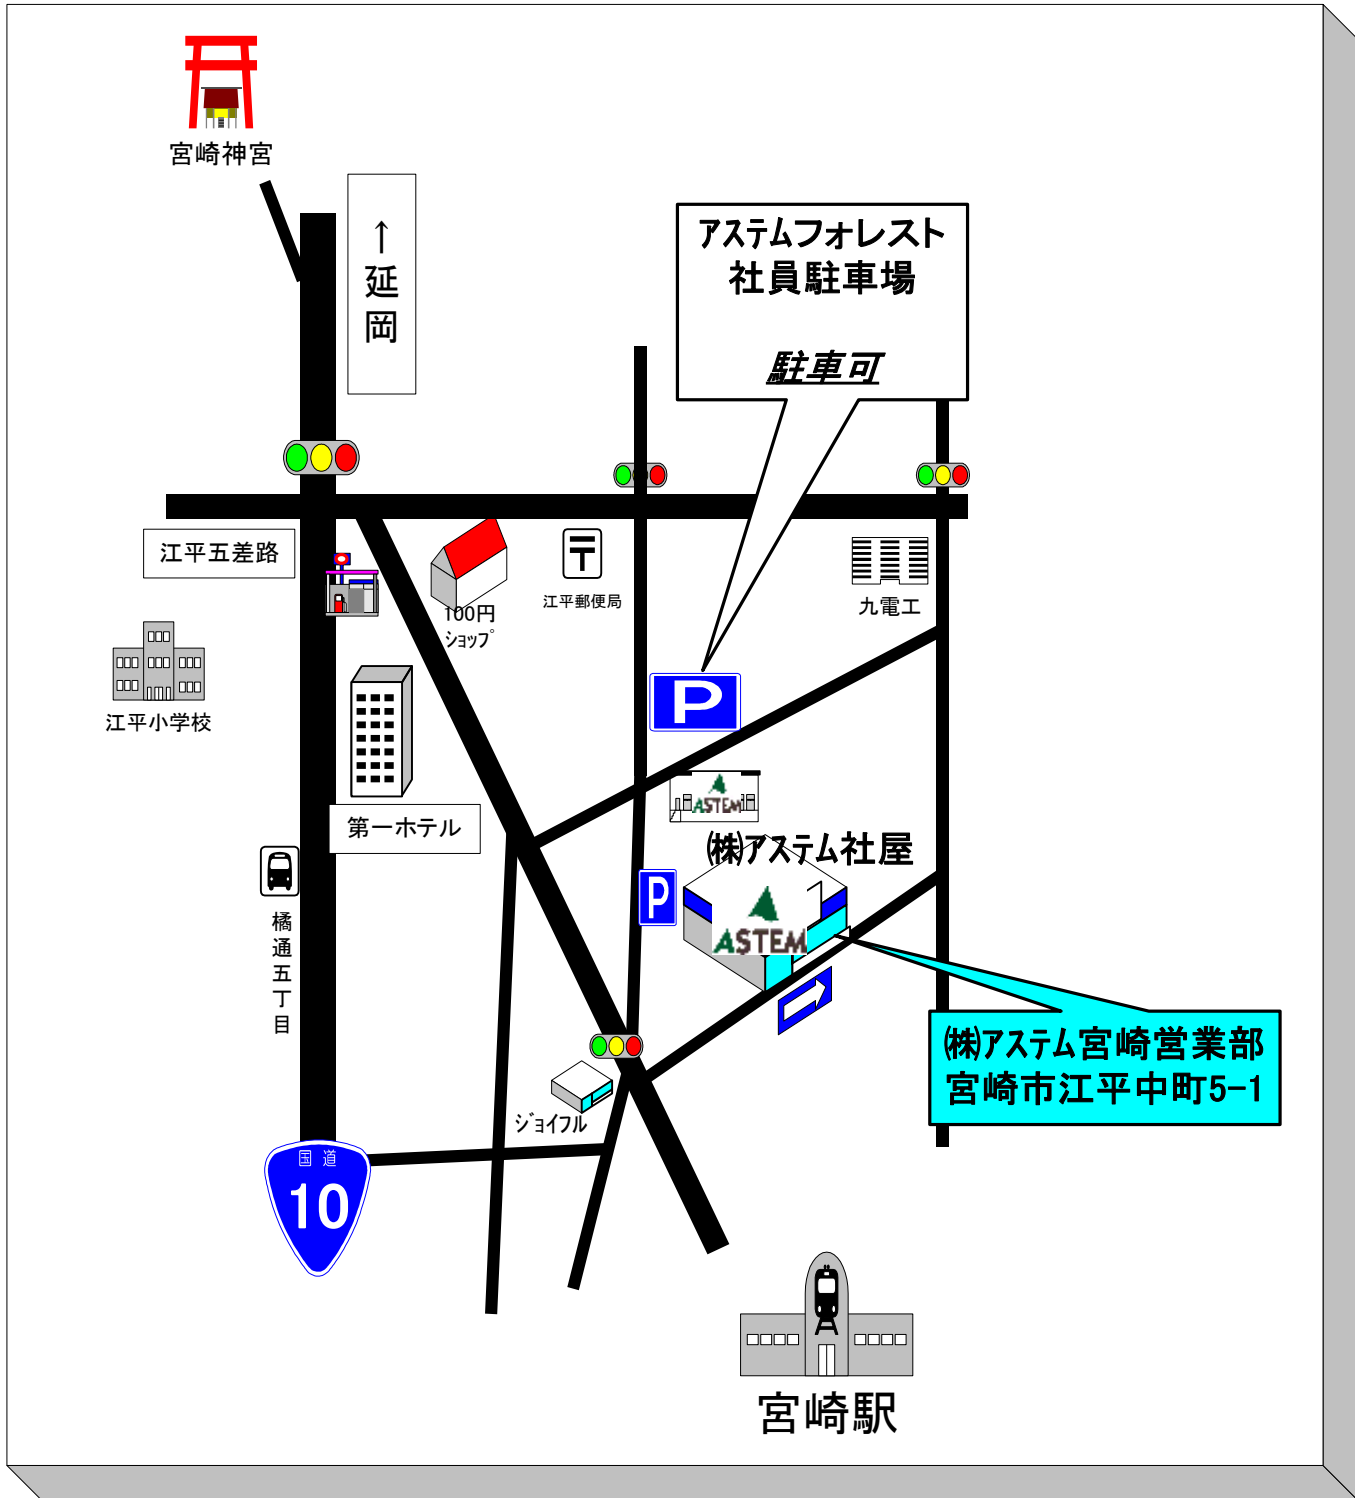 宮崎神宮
↑延岡
アステムフォレスト
社員駐車場
駐車可
江平五差路
100円
ショップ
江平郵便局
九電工
江平小学校
P
第一ホテル
ASTEM
㈱アステム社屋
P
ASTEM
橘通五丁目
㈱アステム宮崎営業部
宮崎市江平中町5-1
ジョイフル
国道
10
宮崎駅